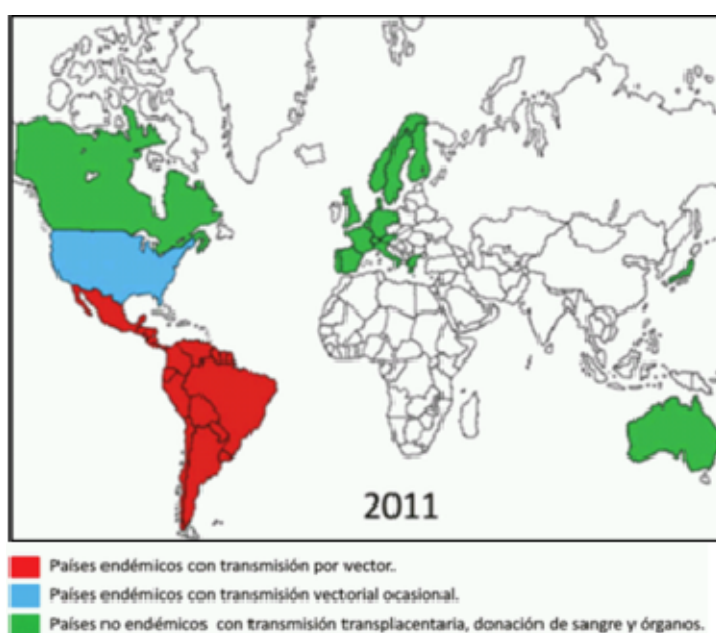 2011
Países endémicos con transmisión por vector.
Países endémicos con transmisión vectorial ocasional.
Países no endémicos con transmisión transplacentaria, donación de sangre y órganos.